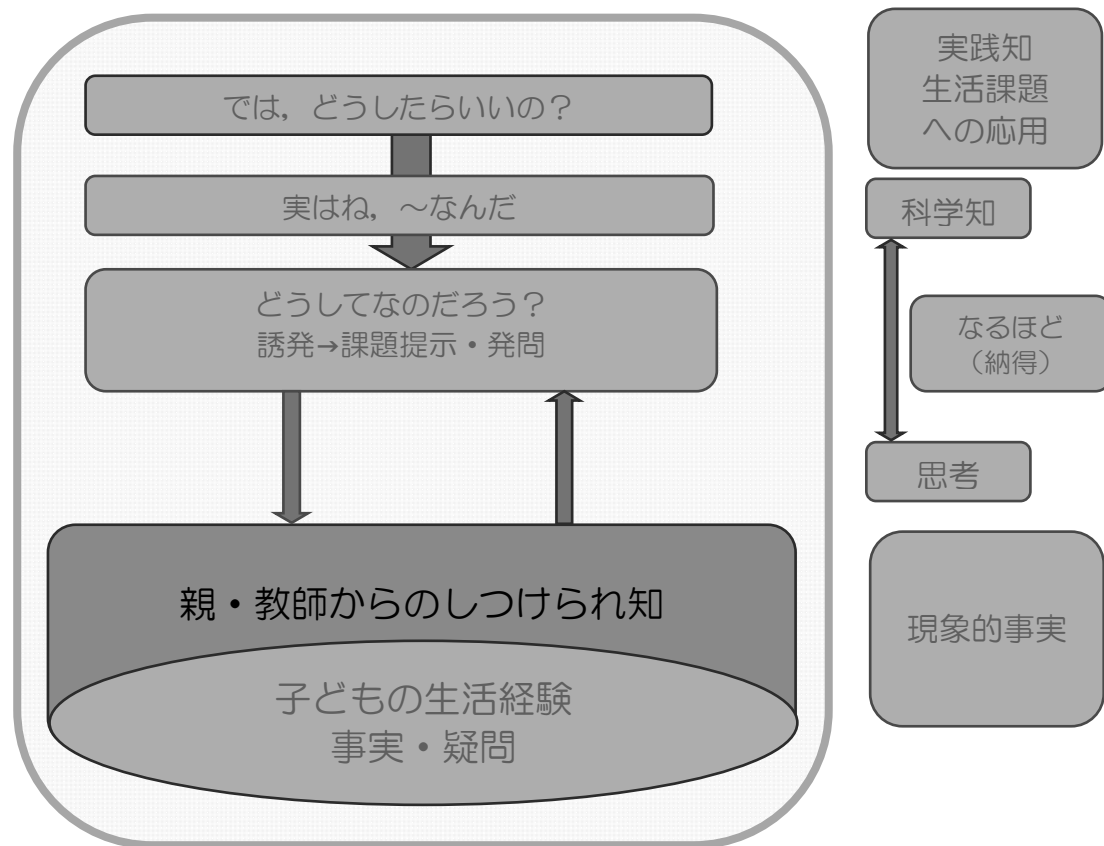 では，どうしたらいいの？
実はね，～なんだ
どうしてなのだろう？
誘発→課題提示・発問
親・教師からのしつけられ知
子どもの生活経験
事実・疑問
実践知
生活課題
への応用
科学知
なるほど
（納得）
思考
現象的事実